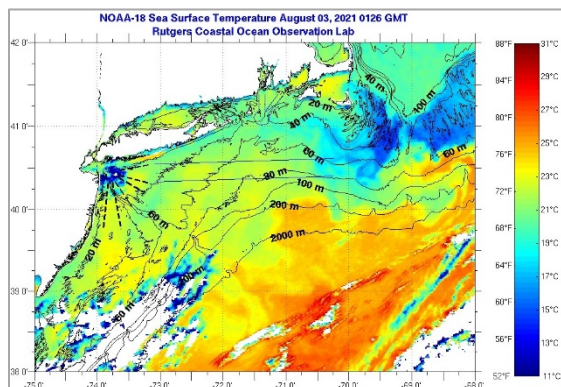 NOAA-18 Sea Surface Temperature August 03, 2021 0126 GMT
Rutgers Coastal Ocean Observation Lab
42.0
41.0
40.0
39.0
38.0
-75.0 -74.0 -73.0 -72.0 -71.0 -70.0 -69.0 -68.0
40 m
100 m
20 m
40 m
60 m
60 m
80 m
100 m
200 m
2000 m
60 m
20 m
88°F 31°C
84°F 29°C
80°F 27°C
76°F 25°C
72°F 23°C
68°F 21°C
64°F 19°C
60°F 17°C
56°F 15°C
13°C
52°F 11°C